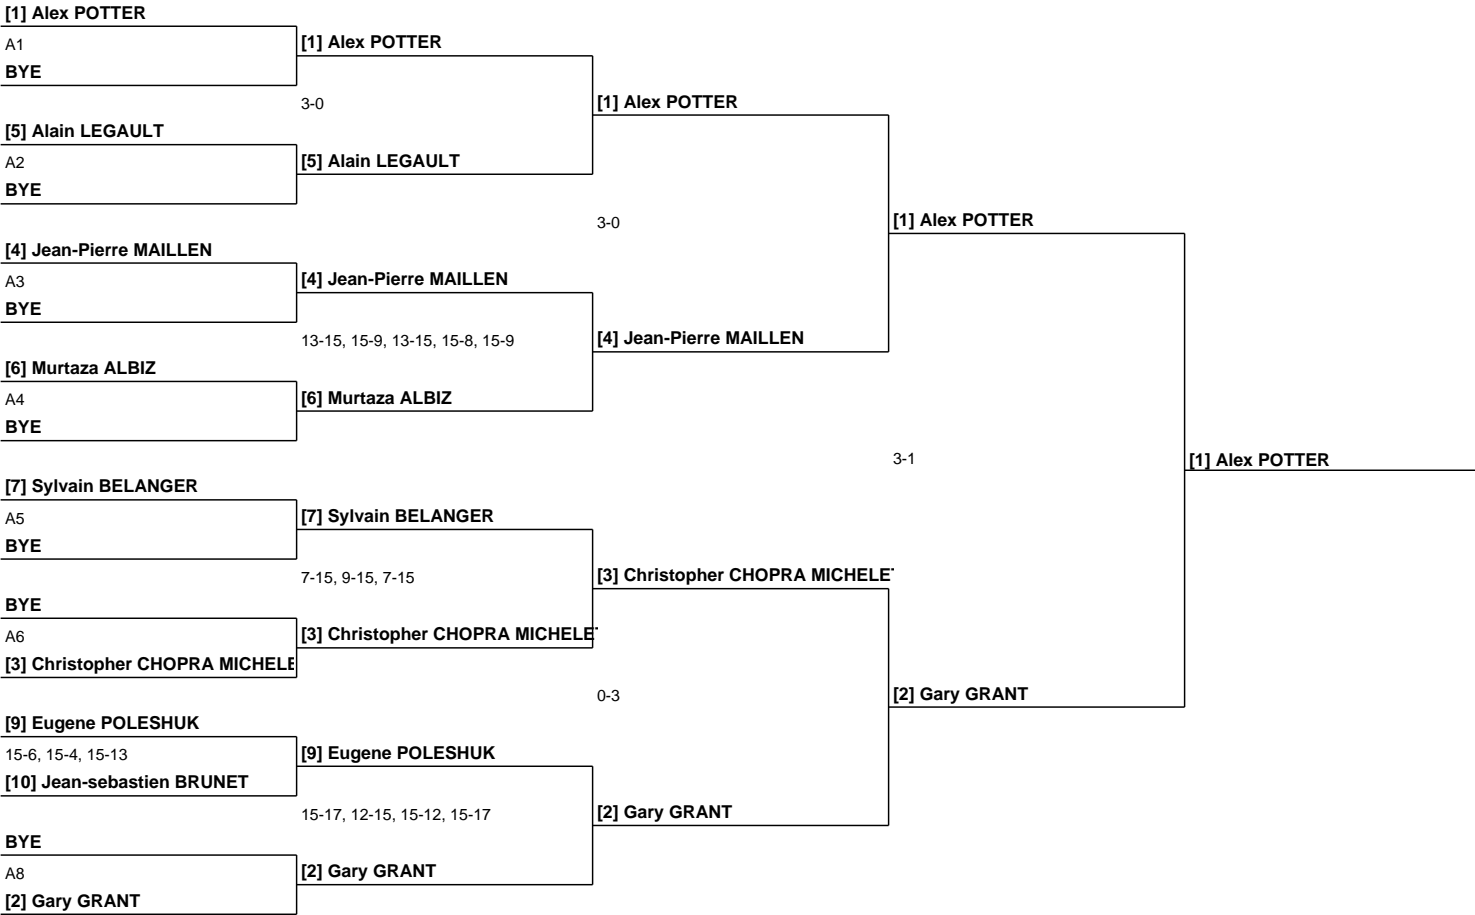 [1] Alex POTTER
A1
BYE
[5] Alain LEGAULT
A2
BYE
[4] Jean-Pierre MAILLEN
A3
BYE
[6] Murtaza ALBIZ
A4
BYE
[7] Sylvain BELANGER
A5
BYE
BYE
A6
[3] Christopher CHOPRA MICHELE
[9] Eugene POLESHUK
15-6, 15-4, 15-13
[10] Jean-sebastien BRUNET
BYE
A8
[2] Gary GRANT
[1] Alex POTTER
3-0
[5] Alain LEGAULT
[4] Jean-Pierre MAILLEN
13-15, 15-9, 13-15, 15-8, 15-9
[6] Murtaza ALBIZ
[7] Sylvain BELANGER
7-15, 9-15, 7-15
[3] Christopher CHOPRA MICHELET
[9] Eugene POLESHUK
15-17, 12-15, 15-12, 15-17
[2] Gary GRANT
[1] Alex POTTER
3-0
[4] Jean-Pierre MAILLEN
[3] Christopher CHOPRA MICHELET
0-3
[2] Gary GRANT
[1] Alex POTTER
3-1
[2] Gary GRANT
[1] Alex POTTER